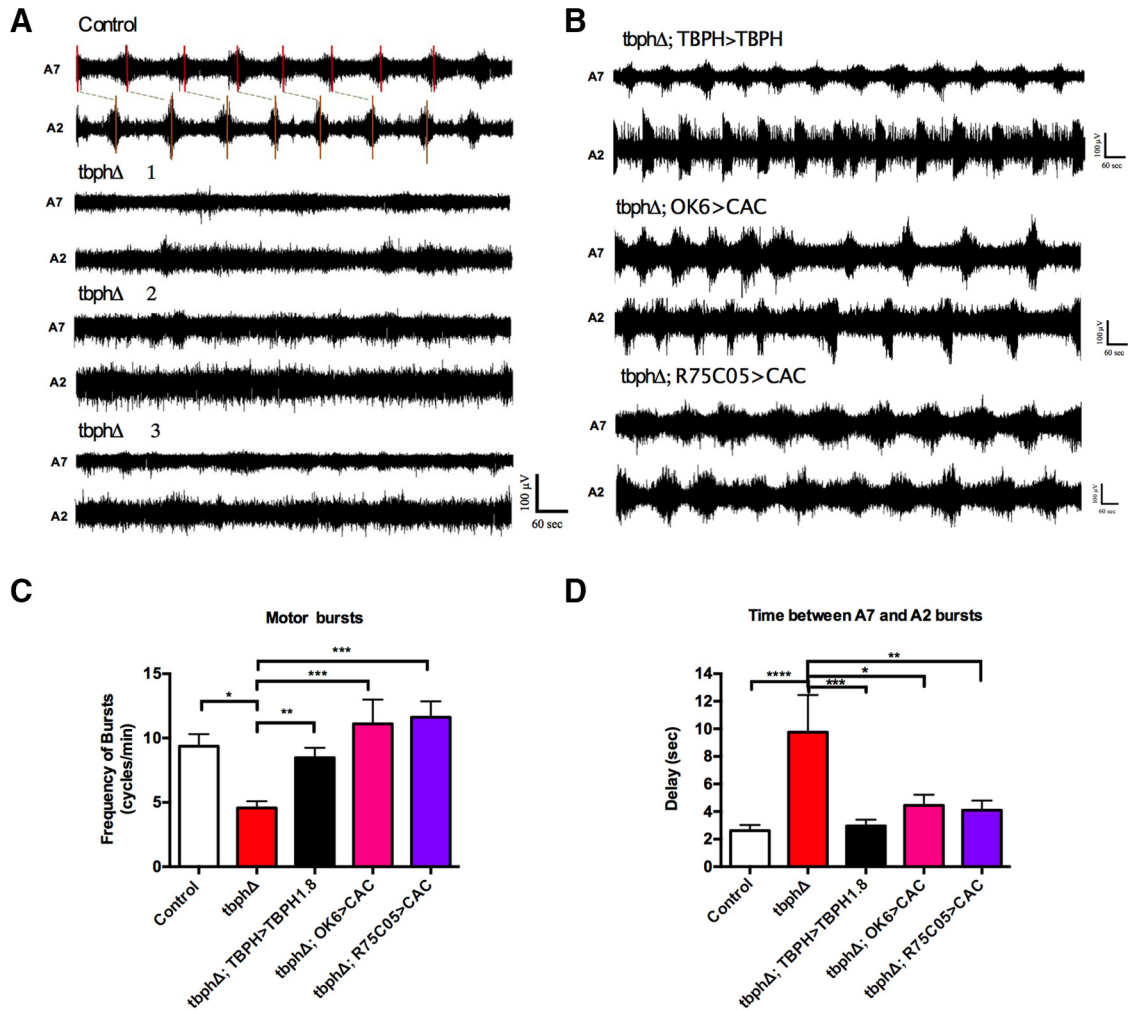 A
Control
A7
A2
tbphΔ 1
A7
A2
tbphΔ 2
A7
A2
tbphΔ 3
A7
A2
100 µV
60 sec
B
tbphΔ; TBPH>TBPH
A7
A2
100 µV
60 sec
tbphΔ; OK6>CAC
A7
A2
100 µV
60 sec
tbphΔ; R75C05>CAC
A7
A2
100 µV
60 sec
C
Motor bursts
***
***
*
**
15
10
5
0
Frequency of Bursts
(cycles/min)
Control
tbphΔ
tbphΔ; TBPH>TBPH1.8
tbphΔ; OK6>CAC
tbphΔ; R75C05>CAC
D
Time between A7 and A2 bursts
**
*
****
***
14
12
10
8
6
4
2
0
Delay (sec)
Control
tbphΔ
tbphΔ; TBPH>TBPH1.8
tbphΔ; OK6>CAC
tbphΔ; R75C05>CAC